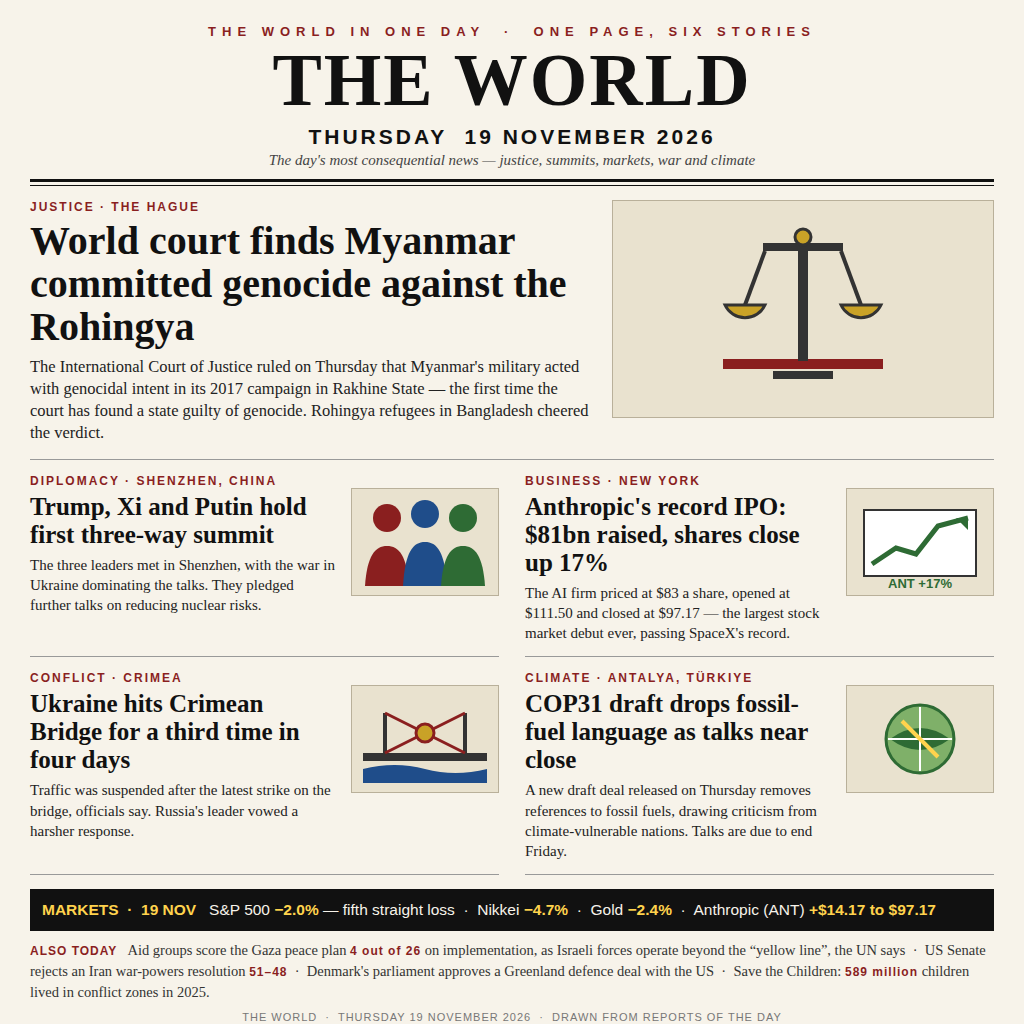 THE WORLD IN ONE DAY · ONE PAGE, SIX STORIES
THE WORLD
THURSDAY 19 NOVEMBER 2026
The day's most consequential news — justice, summits, markets, war and climate
JUSTICE · THE HAGUE
World court finds Myanmar
committed genocide against the
Rohingya
The International Court of Justice ruled on Thursday that Myanmar's military acted
with genocidal intent in its 2017 campaign in Rakhine State — the first time the
court has found a state guilty of genocide. Rohingya refugees in Bangladesh cheered
the verdict.
DIPLOMACY · SHENZHEN, CHINA
Trump, Xi and Putin hold
first three-way summit
The three leaders met in Shenzhen, with the war in
Ukraine dominating the talks. They pledged
further talks on reducing nuclear risks.
BUSINESS · NEW YORK
Anthropic's record IPO:
$81bn raised, shares close
up 17%
The AI firm priced at $83 a share, opened at
$111.50 and closed at $97.17 — the largest stock
market debut ever, passing SpaceX's record.
ANT +17%
CONFLICT · CRIMEA
Ukraine hits Crimean
Bridge for a third time in
four days
Traffic was suspended after the latest strike on the
bridge, officials say. Russia's leader vowed a
harsher response.
CLIMATE · ANTALYA, TÜRKIYE
COP31 draft drops fossil-
fuel language as talks near
close
A new draft deal released on Thursday removes
references to fossil fuels, drawing criticism from
climate-vulnerable nations. Talks are due to end
Friday.
MARKETS · 19 NOV S&P 500 −2.0% — fifth straight loss · Nikkei −4.7% · Gold −2.4% · Anthropic (ANT) +$14.17 to $97.17
ALSO TODAY Aid groups score the Gaza peace plan 4 out of 26 on implementation, as Israeli forces operate beyond the “yellow line”, the UN says · US Senate
rejects an Iran war-powers resolution 51–48 · Denmark's parliament approves a Greenland defence deal with the US · Save the Children: 589 million children
lived in conflict zones in 2025.
THE WORLD · THURSDAY 19 NOVEMBER 2026 · DRAWN FROM REPORTS OF THE DAY